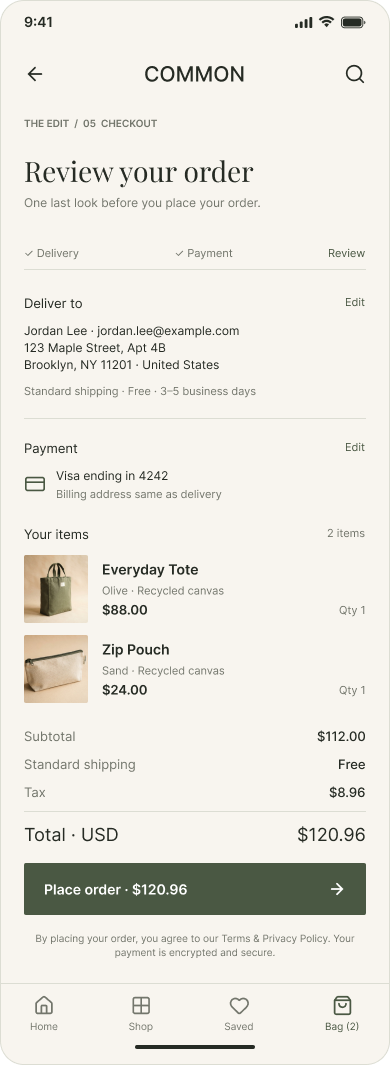 9:41
COMMON
THE EDIT / 05 CHECKOUT
Review your order
One last look before you place your order.
✓ Delivery ✓ Payment Review
Deliver to Edit
Jordan Lee · jordan.lee@example.com
123 Maple Street, Apt 4B
Brooklyn, NY 11201 · United States
Standard shipping · Free · 3–5 business days
Payment Edit
Visa ending in 4242
Billing address same as delivery
Your items 2 items
Everyday Tote
Olive · Recycled canvas
$88.00 Qty 1
Zip Pouch
Sand · Recycled canvas
$24.00 Qty 1
Subtotal $112.00
Standard shipping Free
Tax $8.96
Total · USD $120.96
Place order · $120.96
By placing your order, you agree to our Terms & Privacy Policy. Your
payment is encrypted and secure.
Home Shop Saved Bag (2)